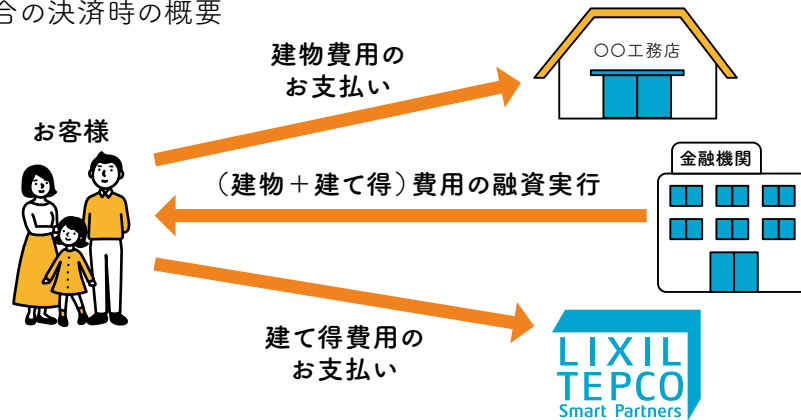 合の決済時の概要
建物費用の
お支払い
〇〇工務店
お客様
金融機関
（建物＋建て得）費用の融資実行
建て得費用の
お支払い
LIXIL
TEPCO
Smart Partners